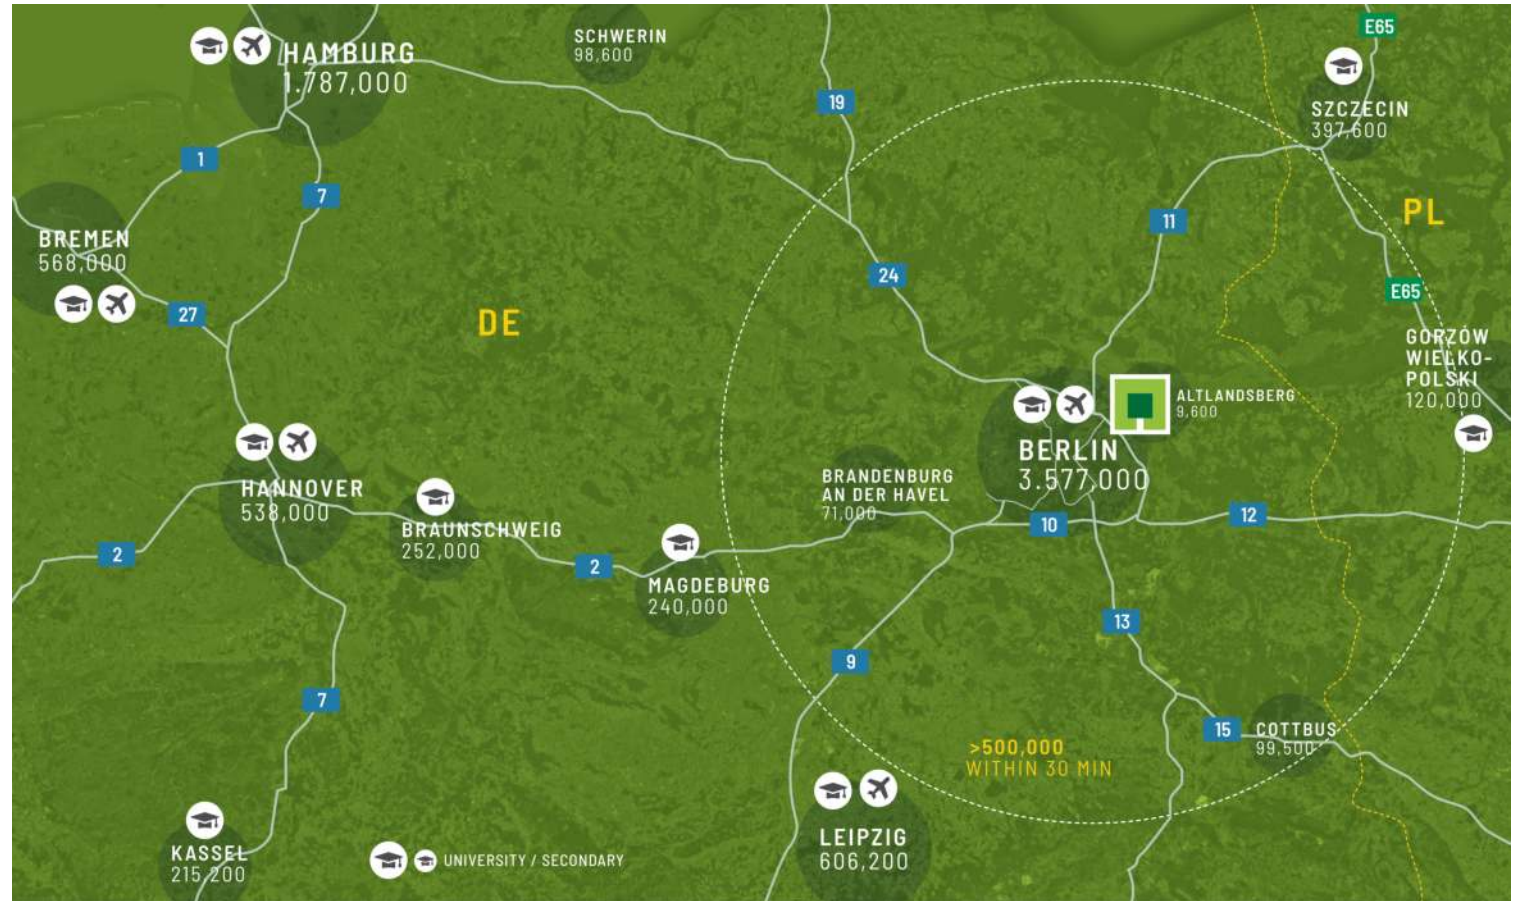 HAMBURG
1.787,000
SCHWERIN
98,600
E65
SZCZECIN
397,600
19
1
7
PL
11
BREMEN
568,000
24
E65
27
DE
GORZÓW
WIELKO-
POLSKI
120,000
ALTLANDSBERG
9,600
BERLIN
3.577,000
HANNOVER
538,000
BRANDENBURG
AN DER HAVEL
71,000
BRAUNSCHWEIG
252,000
10
12
2
2
MAGDEBURG
240,000
13
9
7
15
COTTBUS
99,500
>500,000
WITHIN 30 MIN
LEIPZIG
606,200
KASSEL
215,200
UNIVERSITY / SECONDARY